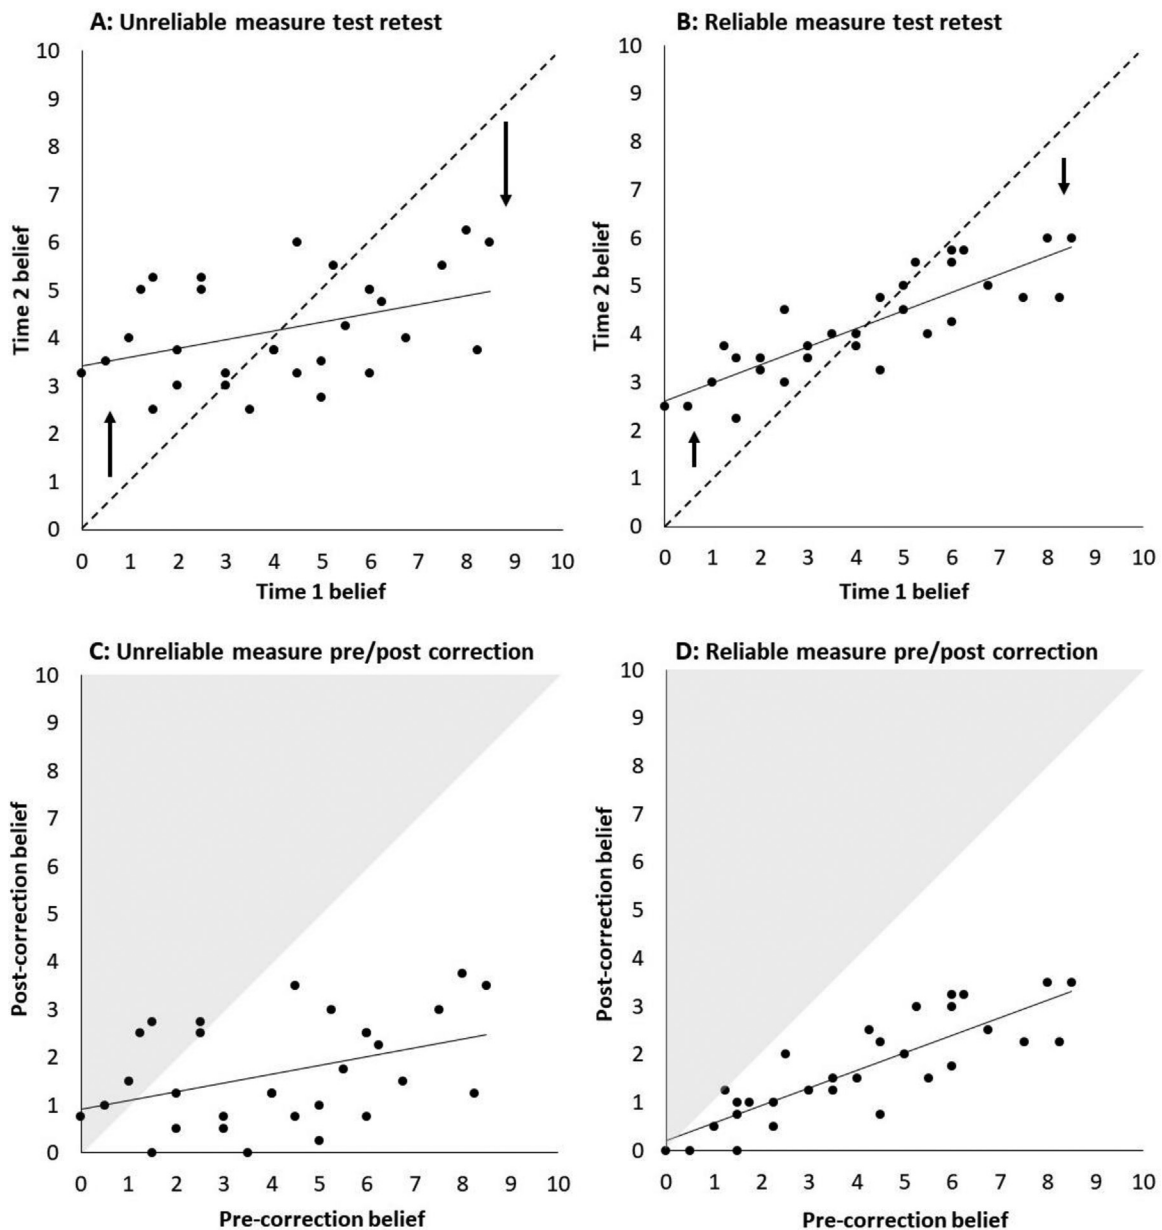 A: Unreliable measure test retest
10
9
8
7
6
5
4
3
2
1
0
Time 2 belief
0 1 2 3 4 5 6 7 8 9 10
Time 1 belief
B: Reliable measure test retest
10
9
8
7
6
5
4
3
2
1
0
Time 2 belief
0 1 2 3 4 5 6 7 8 9 10
Time 1 belief
C: Unreliable measure pre/post correction
10
9
8
7
6
5
4
3
2
1
0
Post-correction belief
0 1 2 3 4 5 6 7 8 9 10
Pre-correction belief
D: Reliable measure pre/post correction
10
9
8
7
6
5
4
3
2
1
0
Post-correction belief
0 1 2 3 4 5 6 7 8 9 10
Pre-correction belief